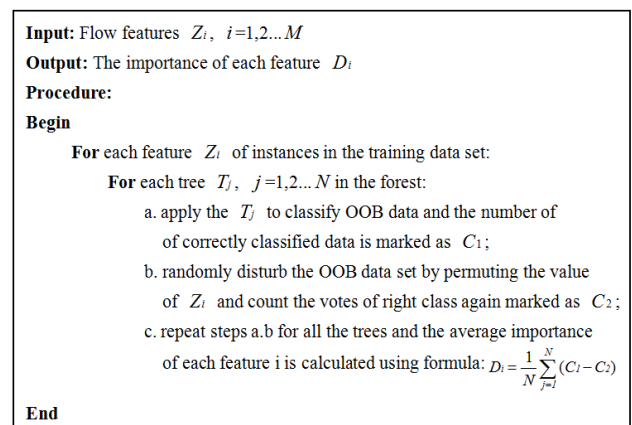 Input: Flow features Zi, i=1,2...M
Output: The importance of each feature Di
Procedure:
Begin
For each feature Zi of instances in the training data set:
For each tree Tj, j=1,2...N in the forest:
a. apply the Tj to classify OOB data and the number of
of correctly classified data is marked as C1;
b. randomly disturb the OOB data set by permuting the value
of Zi and count the votes of right class again marked as C2;
c. repeat steps a.b for all the trees and the average importance
of each feature i is calculated using formula: Di = 1/N ∑_{j=1}^{N} (C1−C2)
End